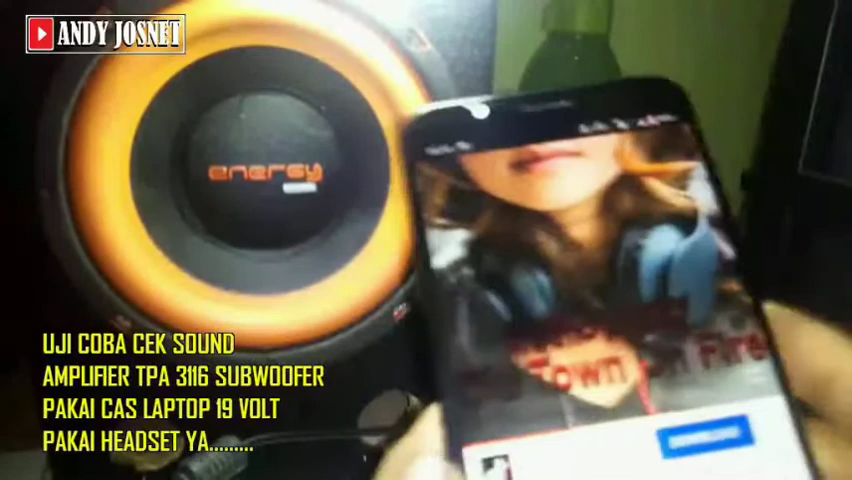 ANDY JOSNET
energy
Town on Fire
UJI COBA CEK SOUND
AMPLIFIER TPA 3116 SUBWOOFER
PAKAI CAS LAPTOP 19 VOLT
PAKAI HEADSET YA.........